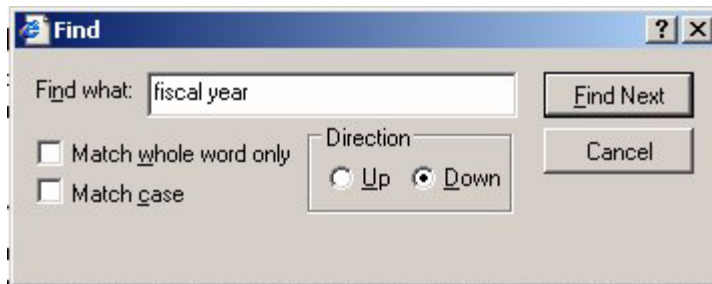 Find
Find what: fiscal year
Find Next
Match whole word only
Direction
Cancel
Up Down
Match case